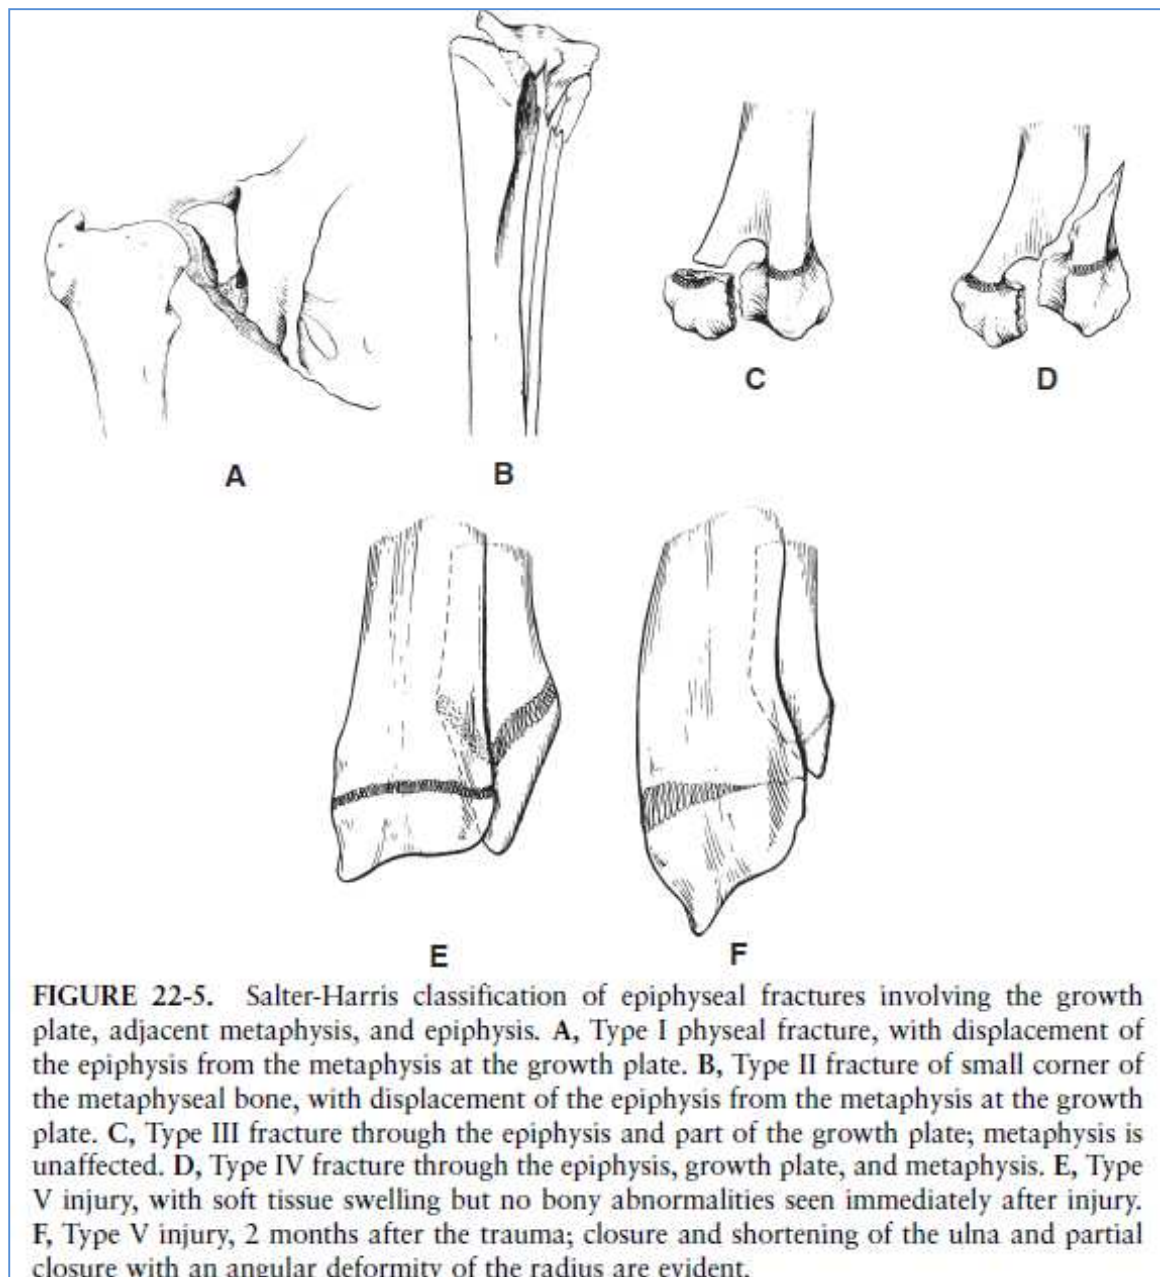 A
B
C
D
E
F
FIGURE 22-5. Salter-Harris classification of epiphyseal fractures involving the growth
plate, adjacent metaphysis, and epiphysis. A, Type I physeal fracture, with displacement of
the epiphysis from the metaphysis at the growth plate. B, Type II fracture of small corner of
the metaphyseal bone, with displacement of the epiphysis from the metaphysis at the growth
plate. C, Type III fracture through the epiphysis and part of the growth plate; metaphysis is
unaffected. D, Type IV fracture through the epiphysis, growth plate, and metaphysis. E, Type
V injury, with soft tissue swelling but no bony abnormalities seen immediately after injury.
F, Type V injury, 2 months after the trauma; closure and shortening of the ulna and partial
closure with an angular deformity of the radius are evident.